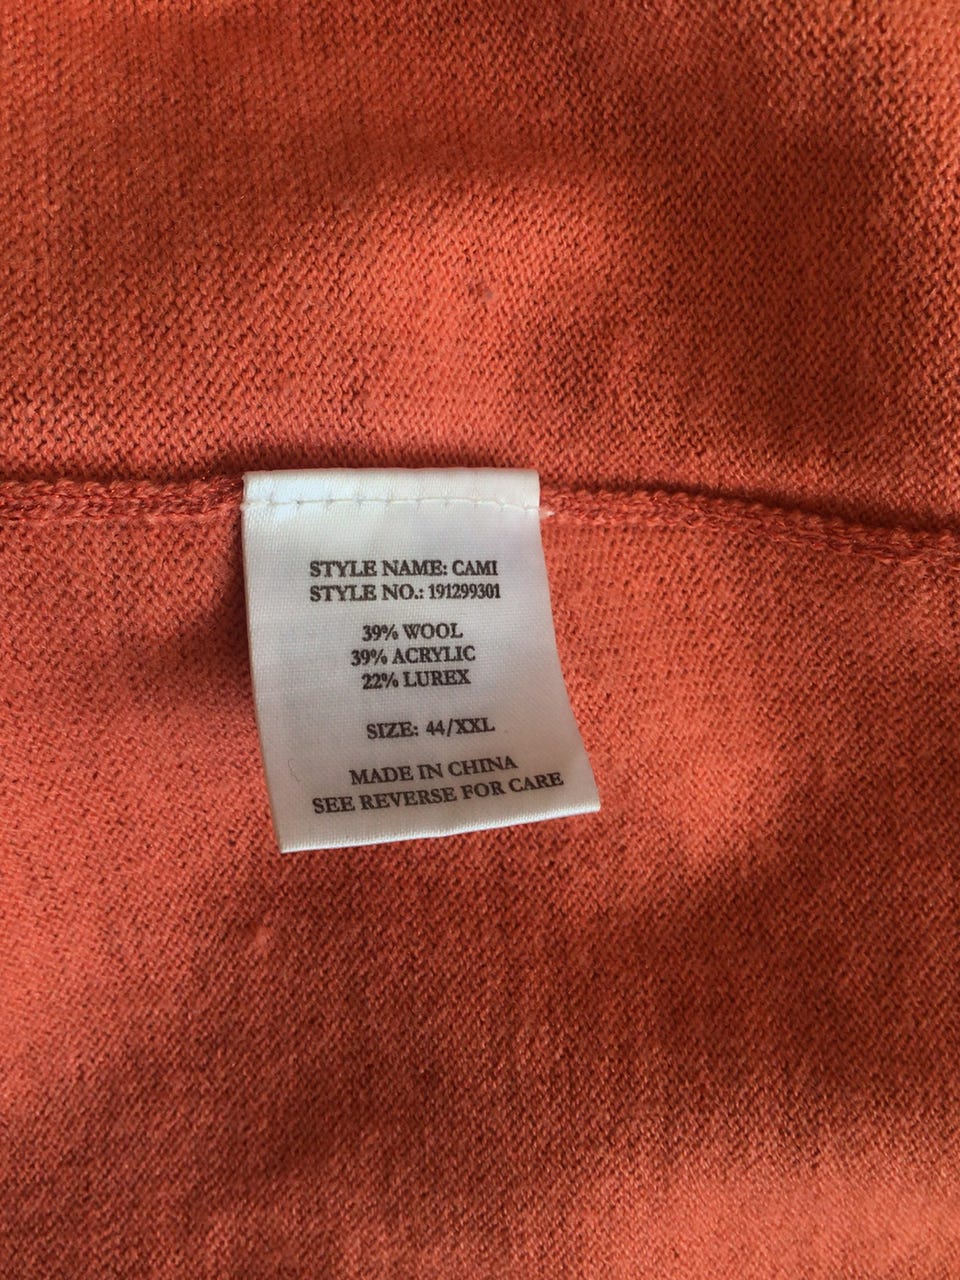 STYLE NAME: CAMI
STYLE NO.: 191299301
39% WOOL
39% ACRYLIC
22% LUREX
SIZE: 44/XXL
MADE IN CHINA
SEE REVERSE FOR CARE